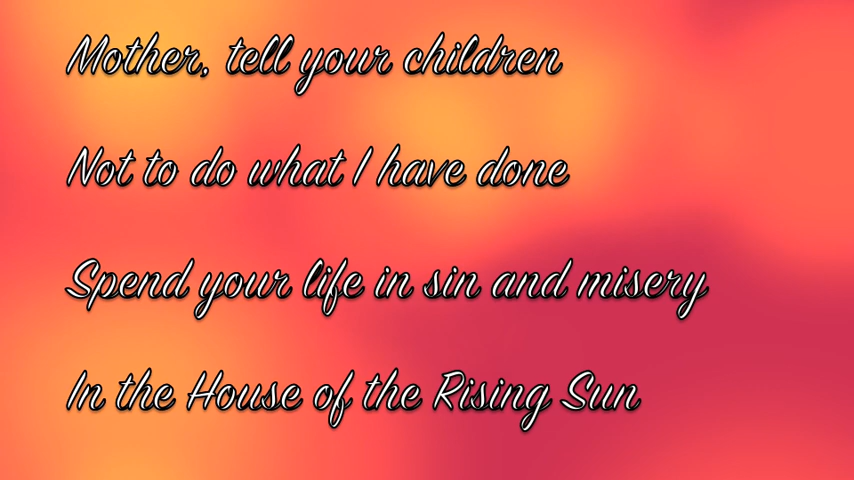 Mother, tell your children
Not to do what I have done
Spend your life in sin and misery
In the House of the Rising Sun